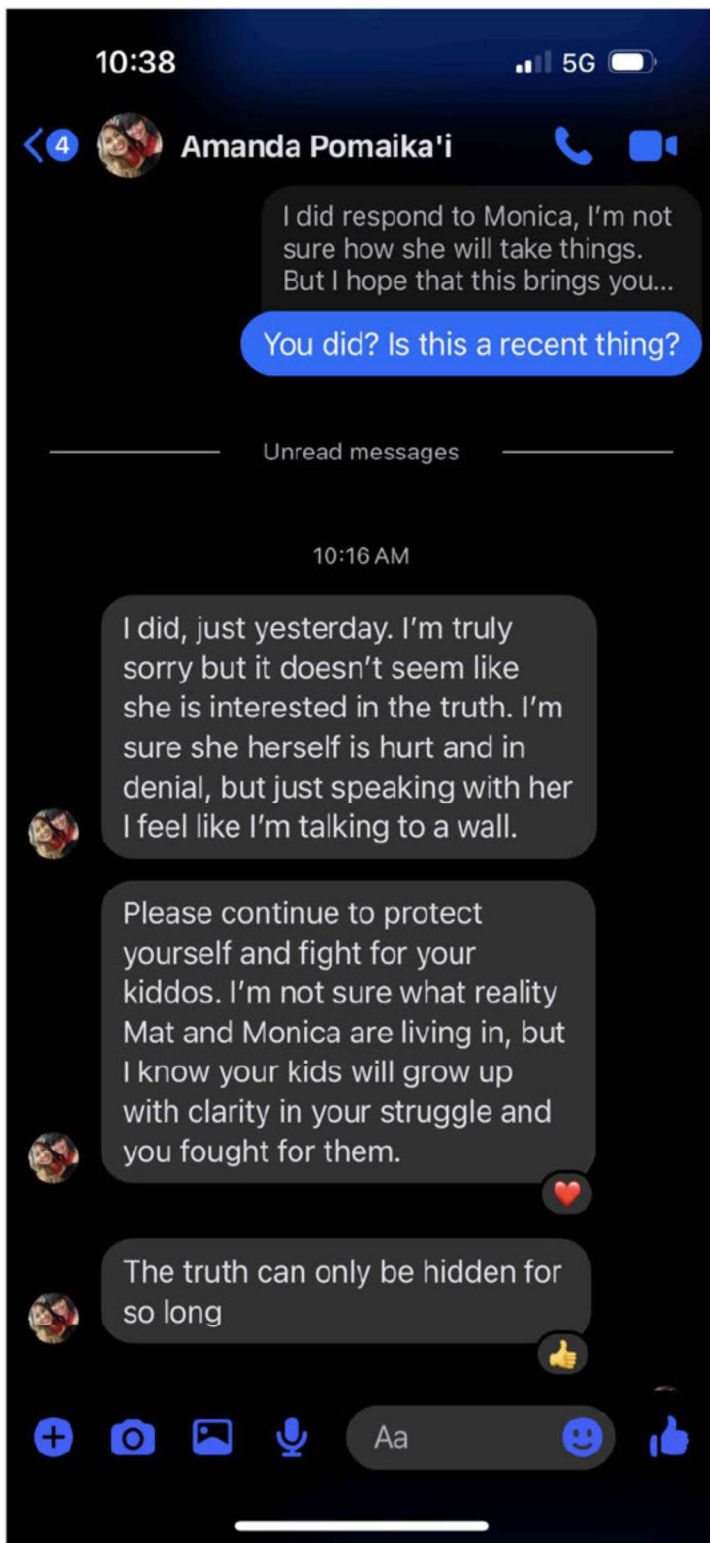 10:38
5G
4
Amanda Pomaika'i
I did respond to Monica, I'm not
sure how she will take things.
But I hope that this brings you...
You did? Is this a recent thing?
Unread messages
10:16 AM
I did, just yesterday. I'm truly
sorry but it doesn't seem like
she is interested in the truth. I'm
sure she herself is hurt and in
denial, but just speaking with her
I feel like I'm talking to a wall.
Please continue to protect
yourself and fight for your
kiddos. I'm not sure what reality
Mat and Monica are living in, but
I know your kids will grow up
with clarity in your struggle and
you fought for them.
The truth can only be hidden for
so long
Aa